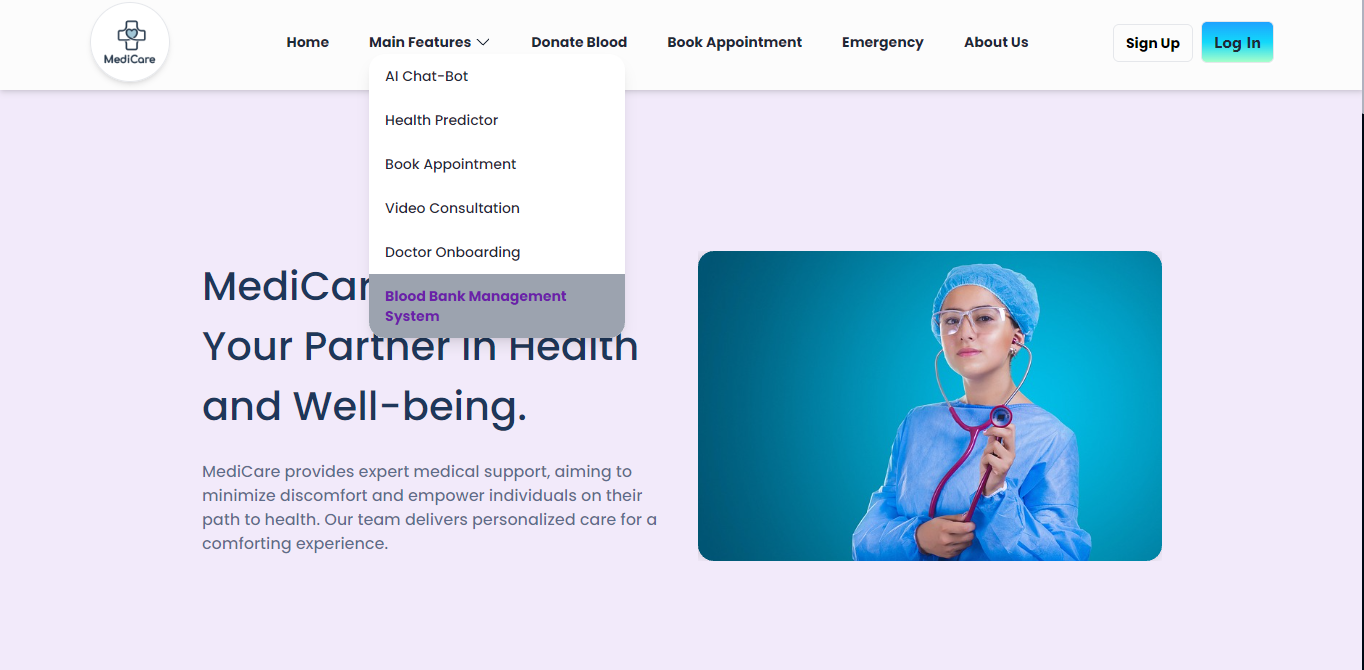 MediCare
Home
Main Features
Donate Blood
Book Appointment
Emergency
About Us
Sign Up
Log In
AI Chat-Bot
Health Predictor
Book Appointment
Video Consultation
Doctor Onboarding
Blood Bank Management
System
MediCar
Your Partner in Health
and Well-being.
MediCare provides expert medical support, aiming to
minimize discomfort and empower individuals on their
path to health. Our team delivers personalized care for a
comforting experience.